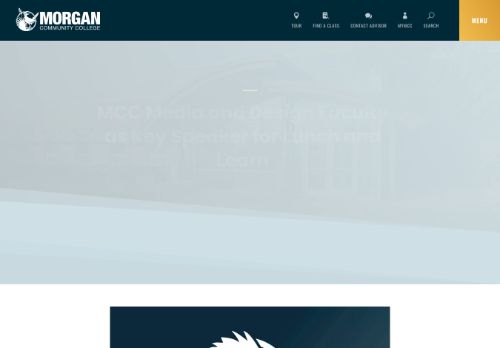 MORGAN
COMMUNITY COLLEGE
TOUR
FIND A CLASS
CONTACT ADVISOR
MYMCC
SEARCH
MENU
MCC Media and Design Faculty
as Key Speaker for Lunch and
Learn